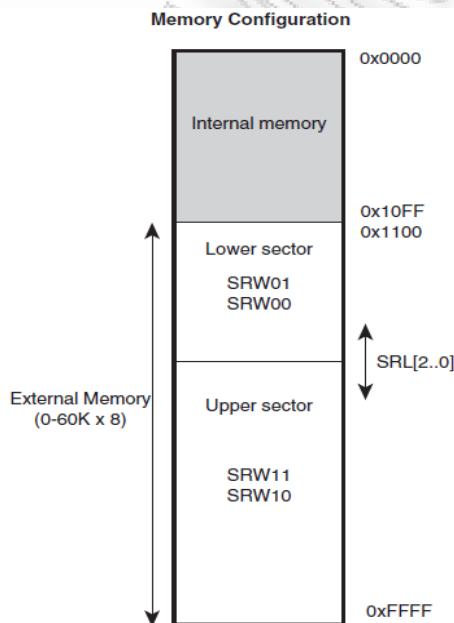 Memory Configuration
0x0000
Internal memory
0x10FF
0x1100
Lower sector
SRW01
SRW00
SRL[2..0]
External Memory
(0-60K x 8)
Upper sector
SRW11
SRW10
0xFFFF